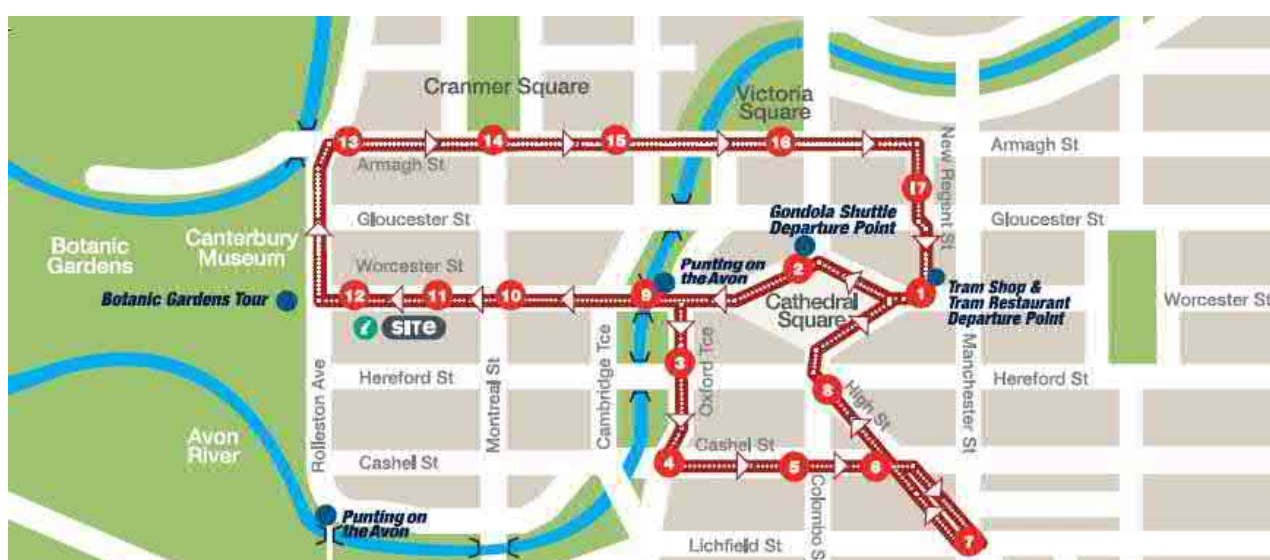 Cranmer Square
Victoria
Square
13
14
15
16
Armagh St
Armagh St
New Regent St
17
Gloucester St
Gloucester St
Gondola Shuttle
Departure Point
Botanic
Gardens
Canterbury
Museum
Worcester St
Punting on
the Avon
2
Botanic Gardens Tour
12
11
10
9
Cathedral
Square
1
Tram Shop &
Tram Restaurant
Departure Point
Worcester St
i
SITE
Rolleston Ave
Hereford St
Montreal St
Cambridge Tce
3
Oxford Tce
8
High St
Manchester St
Hereford St
Avon
River
Cashel St
Cashel St
4
5
6
Colombo S
7
Punting on
the Avon
Lichfield St